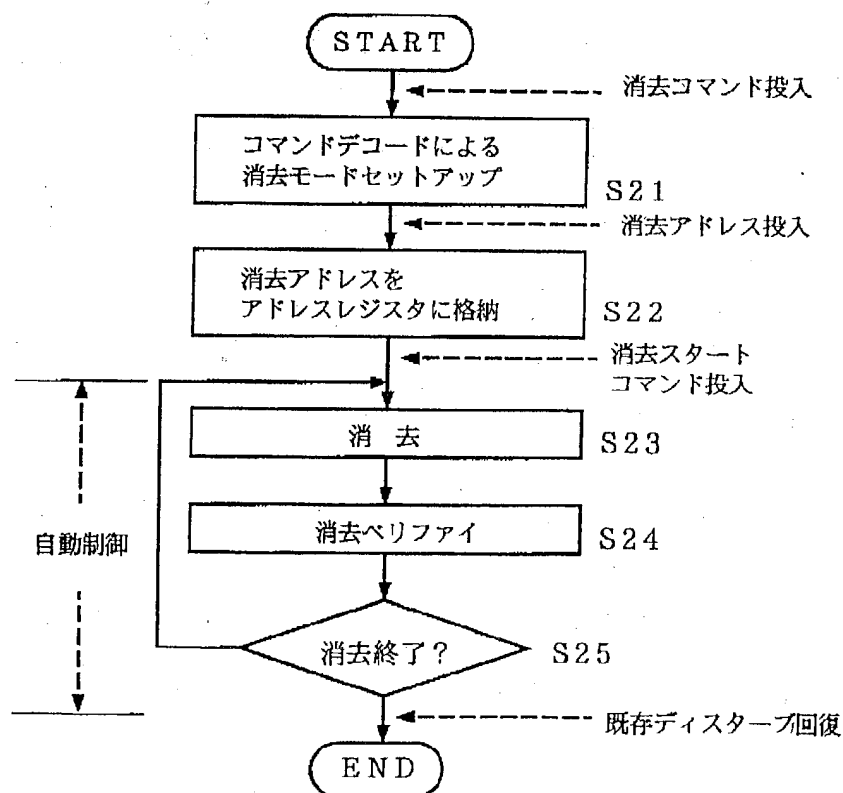 START
消去コマンド投入
コマンドデコードによる
消去モードセットアップ
S21
消去アドレス投入
消去アドレスを
アドレスレジスタに格納
S22
消去スタート
コマンド投入
消 去
S23
自動制御
消去ベリファイ
S24
消去終了?
S25
既存ディスターブ回復
END